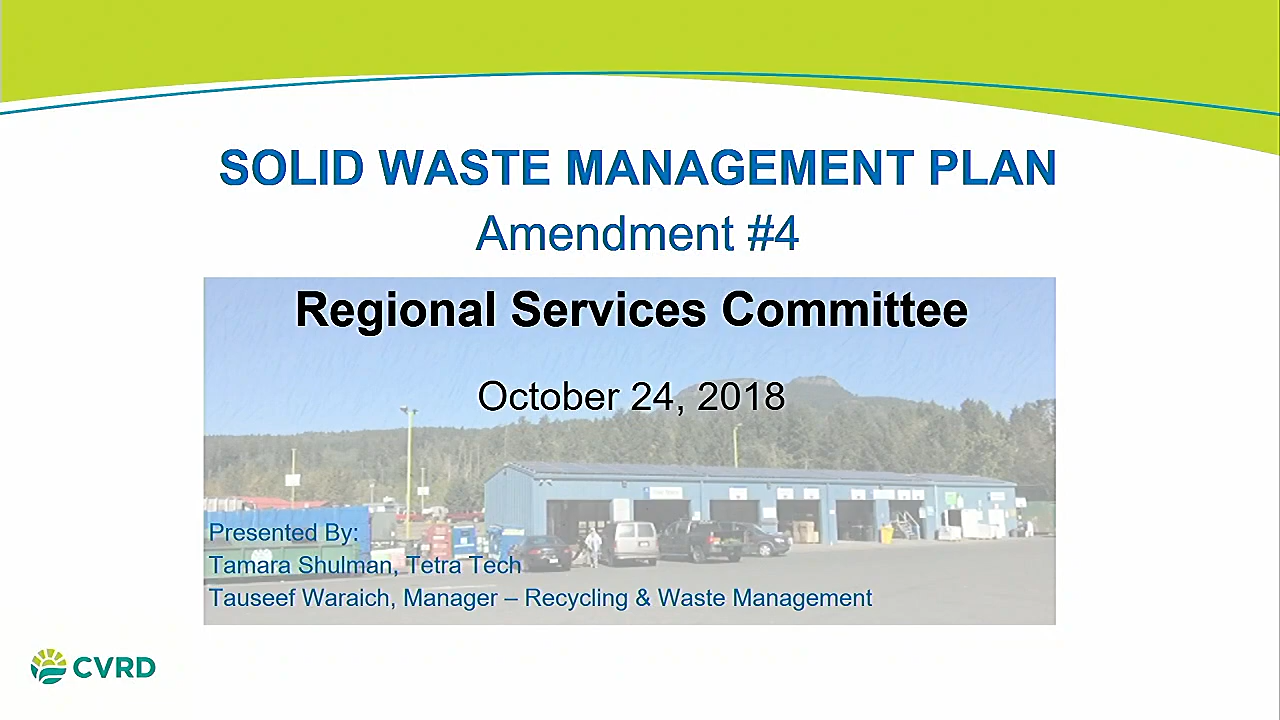 SOLID WASTE MANAGEMENT PLAN
Amendment #4
Regional Services Committee
October 24, 2018
Presented By:
Tamara Shulman, Tetra Tech
Tauseef Waraich, Manager – Recycling & Waste Management
CVRD